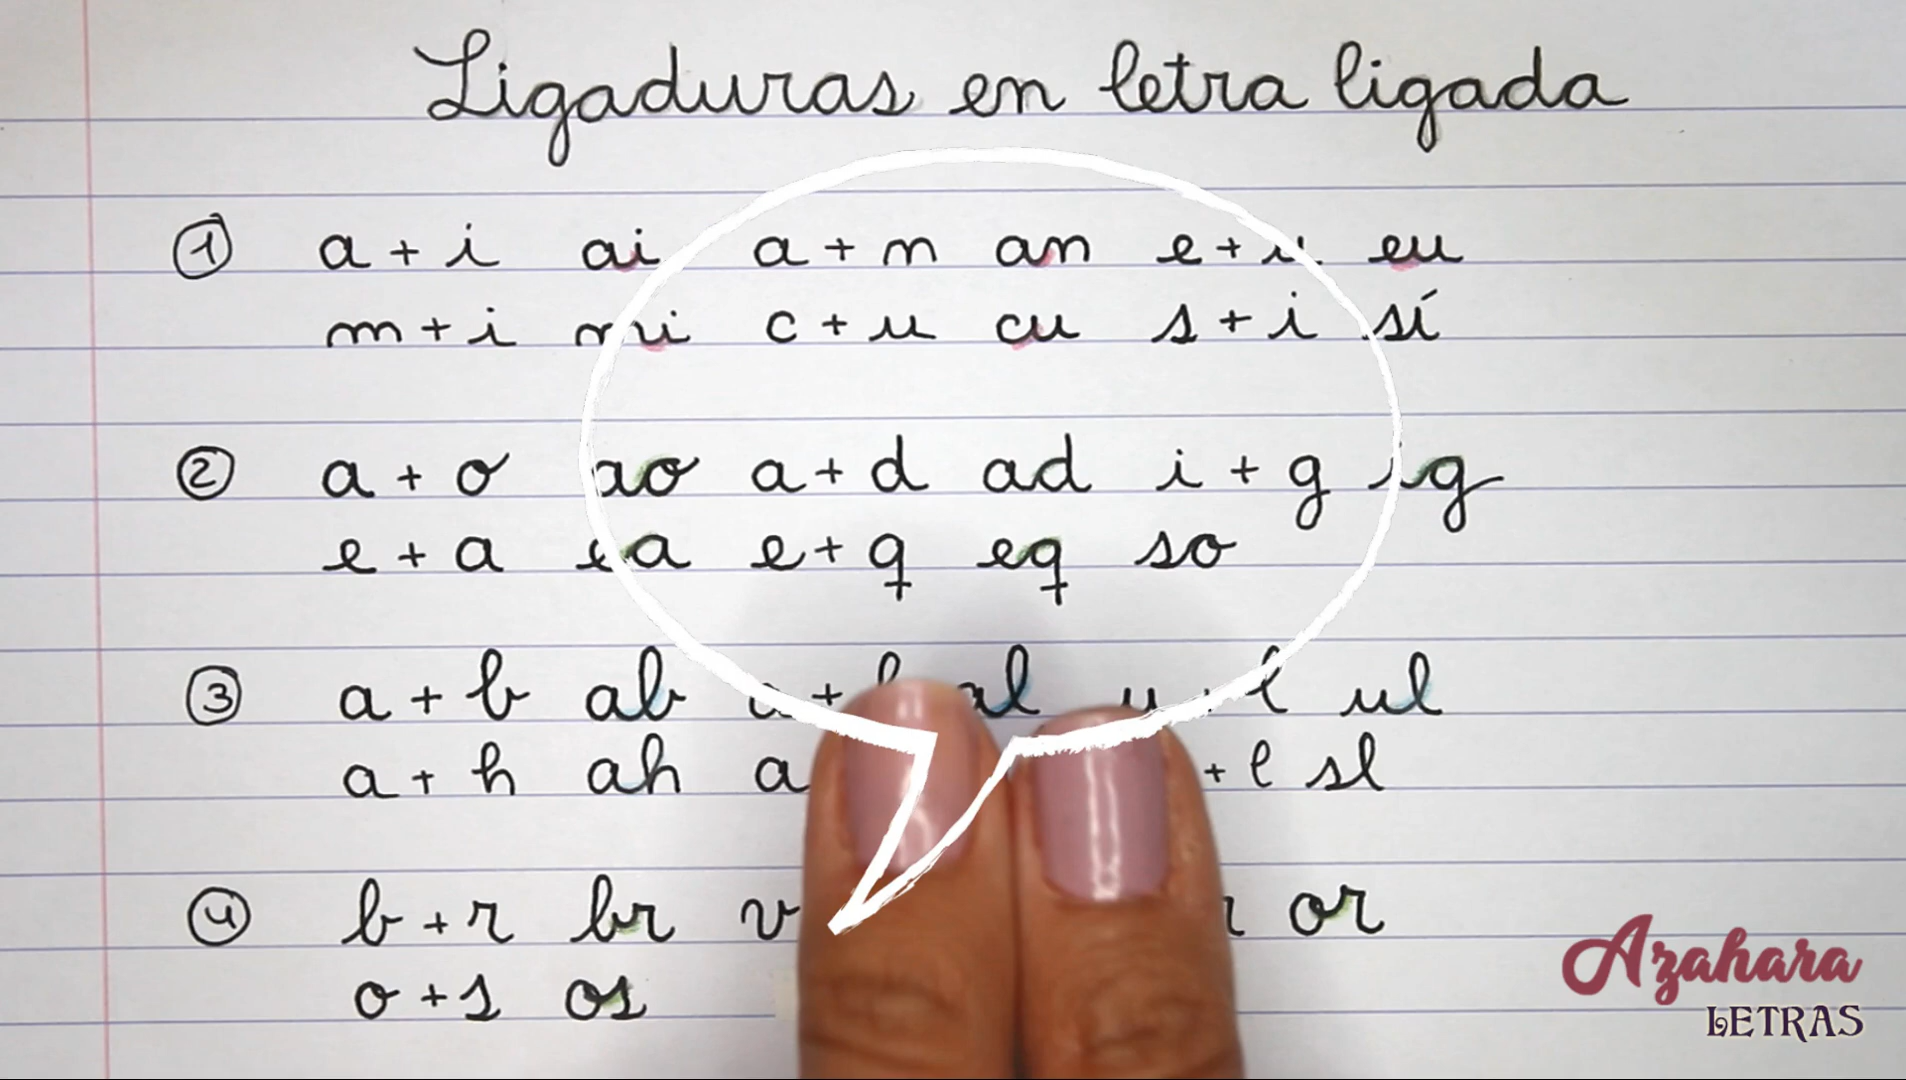 Ligaduras en letra ligada
① a + i ai a + n an e + eu
m + i mi c + u cu s + i sí
② a + o ao a + d ad i + g ig
e + a ea e + q eq so
③ a + b ab + al u + l ul
a + h ah a + l sl
④ b + r br v or
o + s os
Azahara
LETRAS